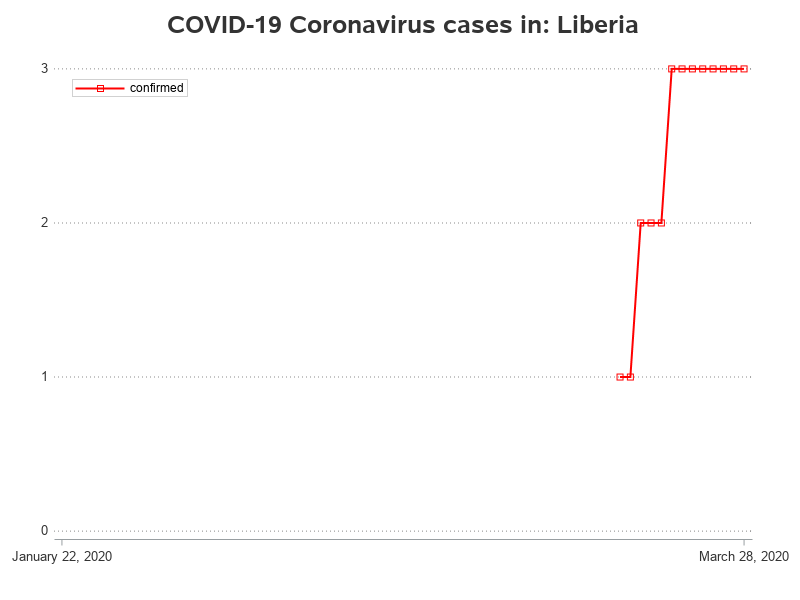 COVID-19 Coronavirus cases in: Liberia
3
confirmed
2
1
0
January 22, 2020
March 28, 2020